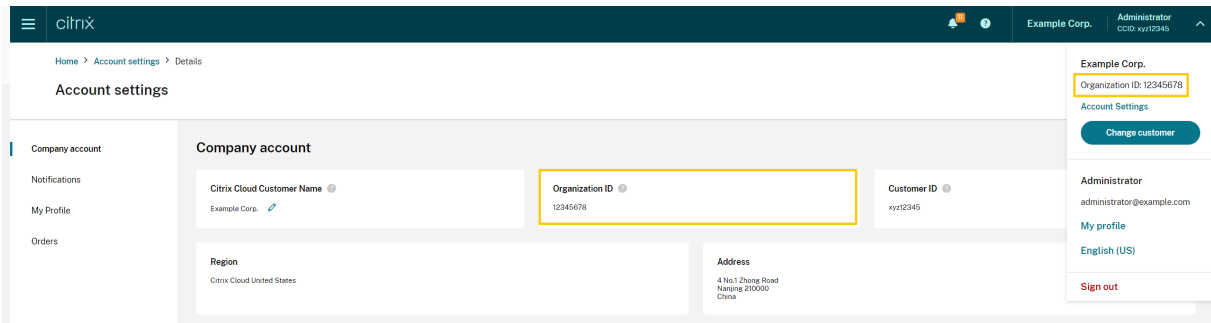 citrix
11
?
Example Corp.
Administrator
CCID: xyz12345
Home > Account settings > Details
Account settings
Example Corp.
Organization ID: 12345678
Account Settings
Change customer
Administrator
administrator@example.com
My profile
English (US)
Sign out
Company account
Notifications
My Profile
Orders
Company account
Citrix Cloud Customer Name ?
Example Corp.
Organization ID ?
12345678
Customer ID ?
xyz12345
Region
Citrix Cloud United States
Address
4 No.1 Zhong Road
Nanjing 210000
China